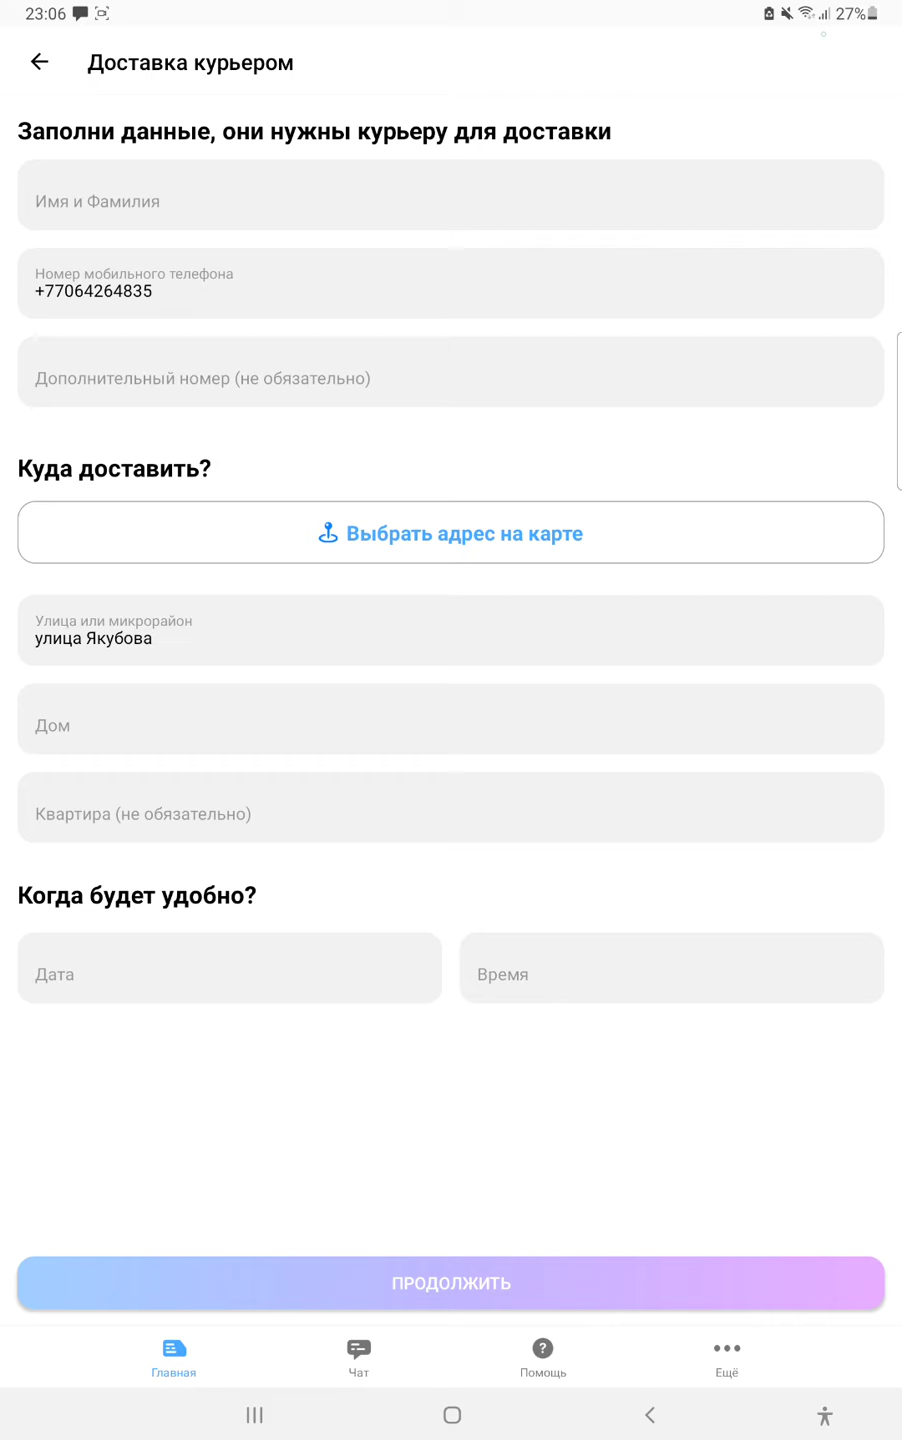 23:06
27%
Доставка курьером
Заполни данные, они нужны курьеру для доставки
Имя и Фамилия
Номер мобильного телефона
+77064264835
Дополнительный номер (не обязательно)
Куда доставить?
Выбрать адрес на карте
Улица или микрорайон
улица Якубова
Дом
Квартира (не обязательно)
Когда будет удобно?
Дата
Время
ПРОДОЛЖИТЬ
Главная
Чат
Помощь
Ещё